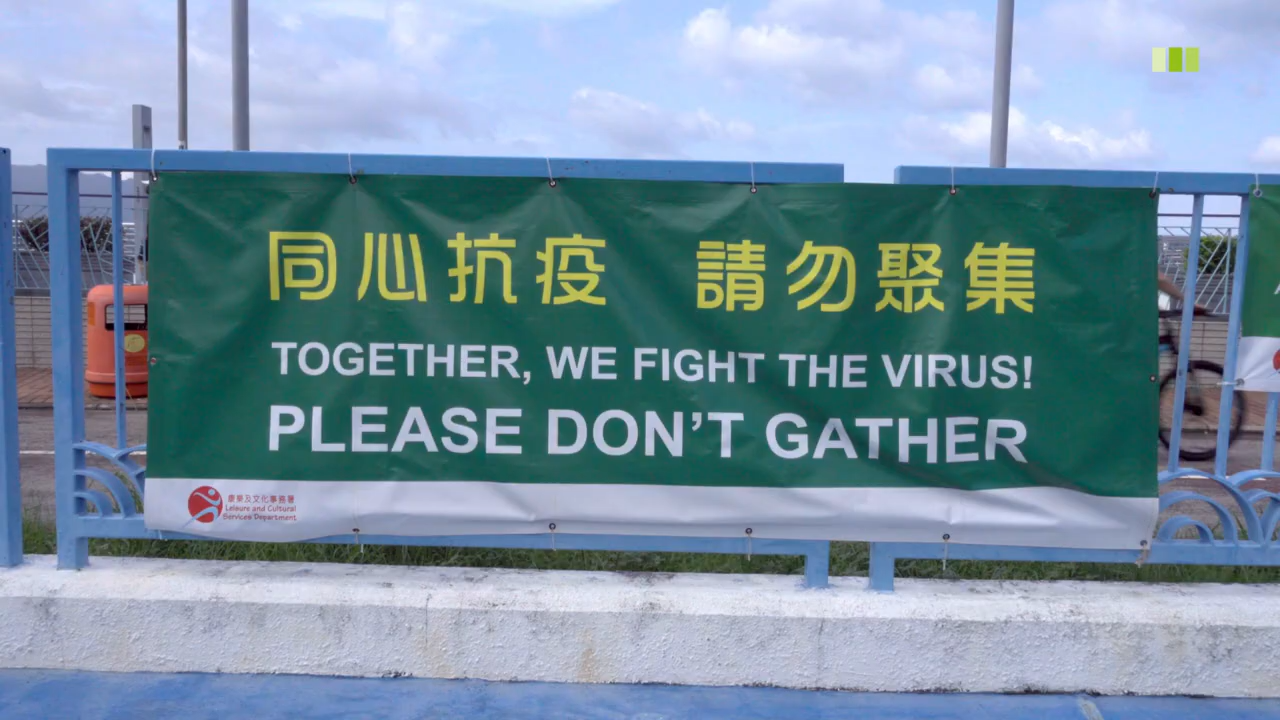 同心抗疫 請勿聚集
TOGETHER, WE FIGHT THE VIRUS!
PLEASE DON'T GATHER
康樂及文化事務署
Leisure and Cultural
Services Department